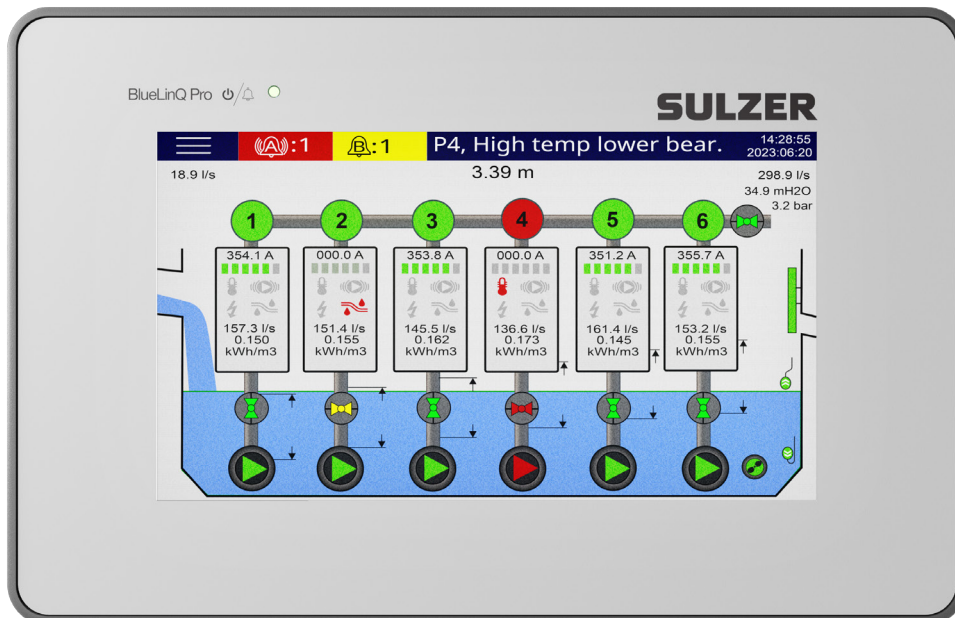 BlueLinQ Pro
SULZER
(A):1
B:1
P4, High temp lower bear.
14:28:55
2023:06:20
18.9 l/s
3.39 m
298.9 l/s
34.9 mH2O
3.2 bar
1
2
3
4
5
6
354.1 A
000.0 A
353.8 A
000.0 A
351.2 A
355.7 A
157.3 l/s
151.4 l/s
145.5 l/s
136.6 l/s
161.4 l/s
153.2 l/s
0.150
0.155
0.162
0.173
0.145
0.155
kWh/m3
kWh/m3
kWh/m3
kWh/m3
kWh/m3
kWh/m3